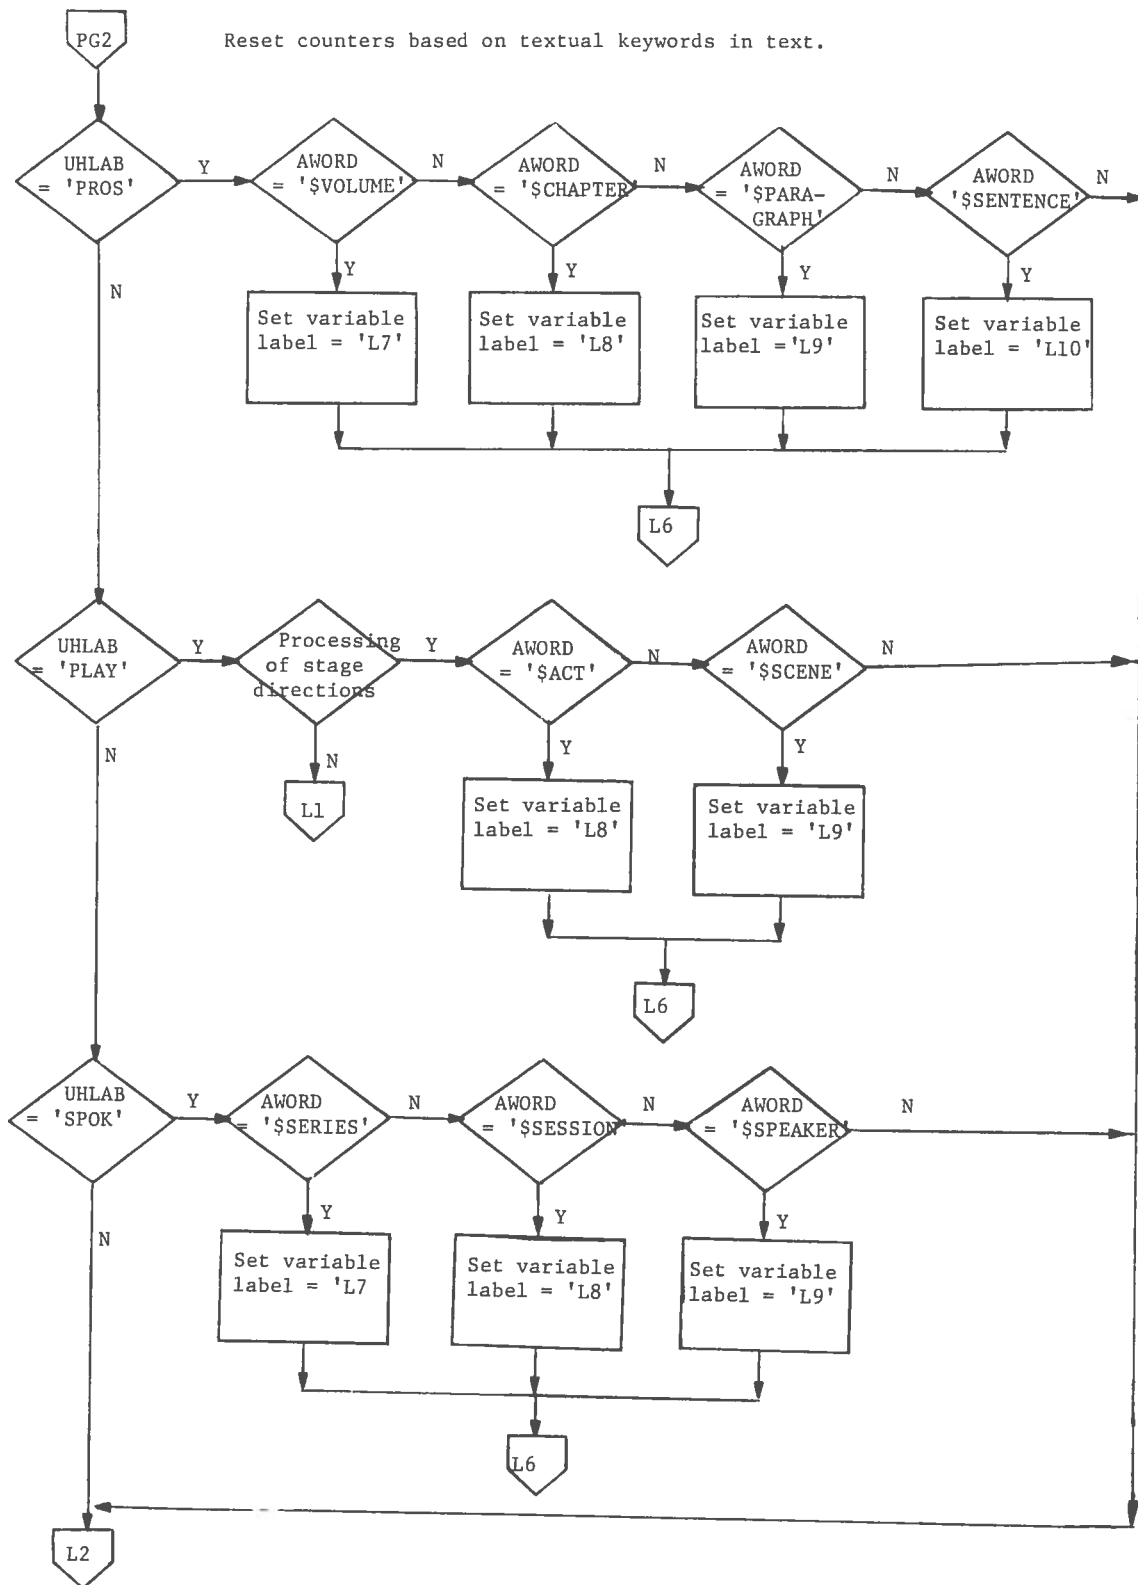 PG2
Reset counters based on textual keywords in text.
UHLAB
= 'PROS'
Y
AWORD
= '$VOLUME'
N
AWORD
= '$CHAPTER'
N
AWORD
= '$PARA-
GRAPH'
N
AWORD
'$SENTENCE'
N
N
Y
Y
Y
Y
Set variable
label = 'L7'
Set variable
label = 'L8'
Set variable
label ='L9'
Set variable
label = 'L10'
L6
UHLAB
= 'PLAY'
Y
Processing
of stage
directions
Y
AWORD
= '$ACT'
N
AWORD
= '$SCENE'
N
N
N
Y
Y
L1
Set variable
label = 'L8'
Set variable
label = 'L9'
L6
UHLAB
= 'SPOK'
Y
AWORD
= '$SERIES'
N
AWORD
= '$SESSION
N
AWORD
= '$SPEAKER'
N
N
Y
Y
Y
Set variable
label = 'L7
Set variable
label = 'L8'
Set variable
label = 'L9'
L6
L2